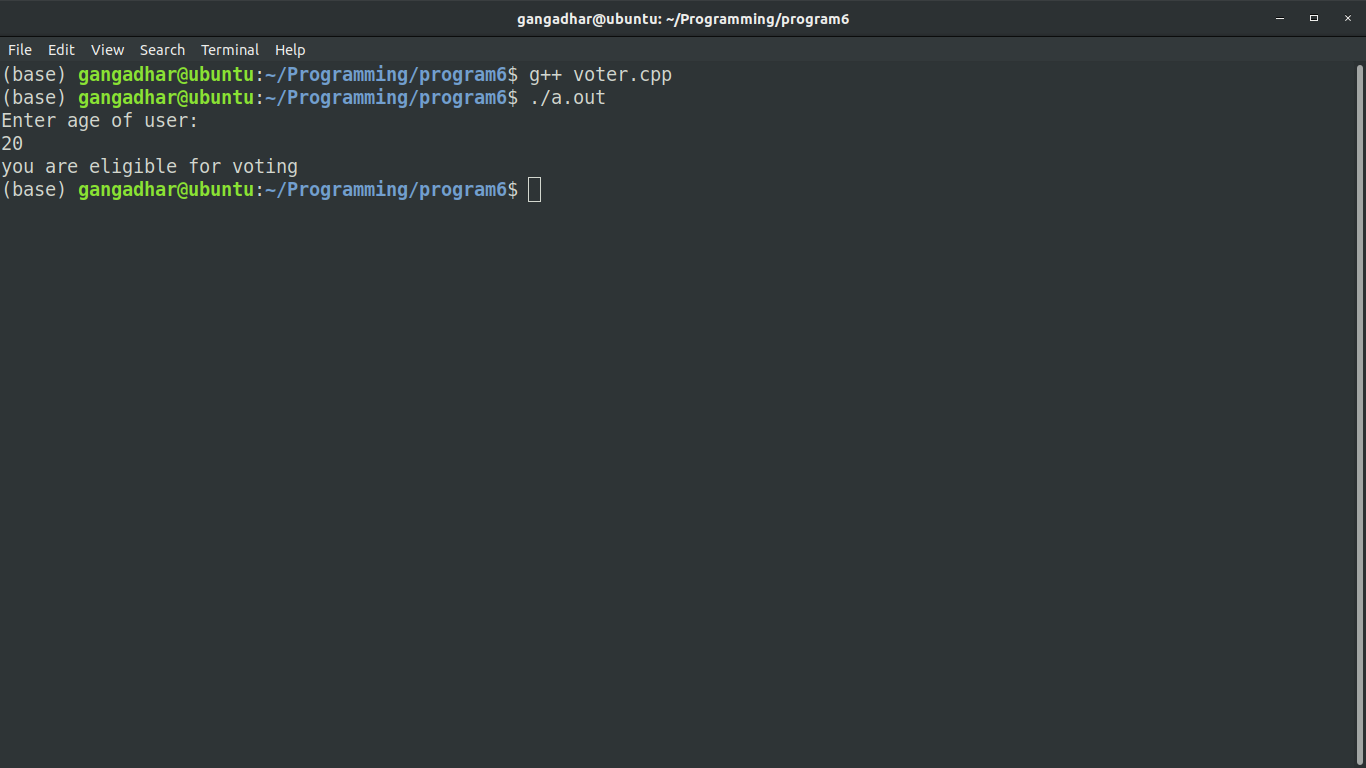 gangadhar@ubuntu: ~/Programming/program6
File Edit View Search Terminal Help
(base) gangadhar@ubuntu:~/Programming/program6$ g++ voter.cpp
(base) gangadhar@ubuntu:~/Programming/program6$ ./a.out
Enter age of user:
20
you are eligible for voting
(base) gangadhar@ubuntu:~/Programming/program6$